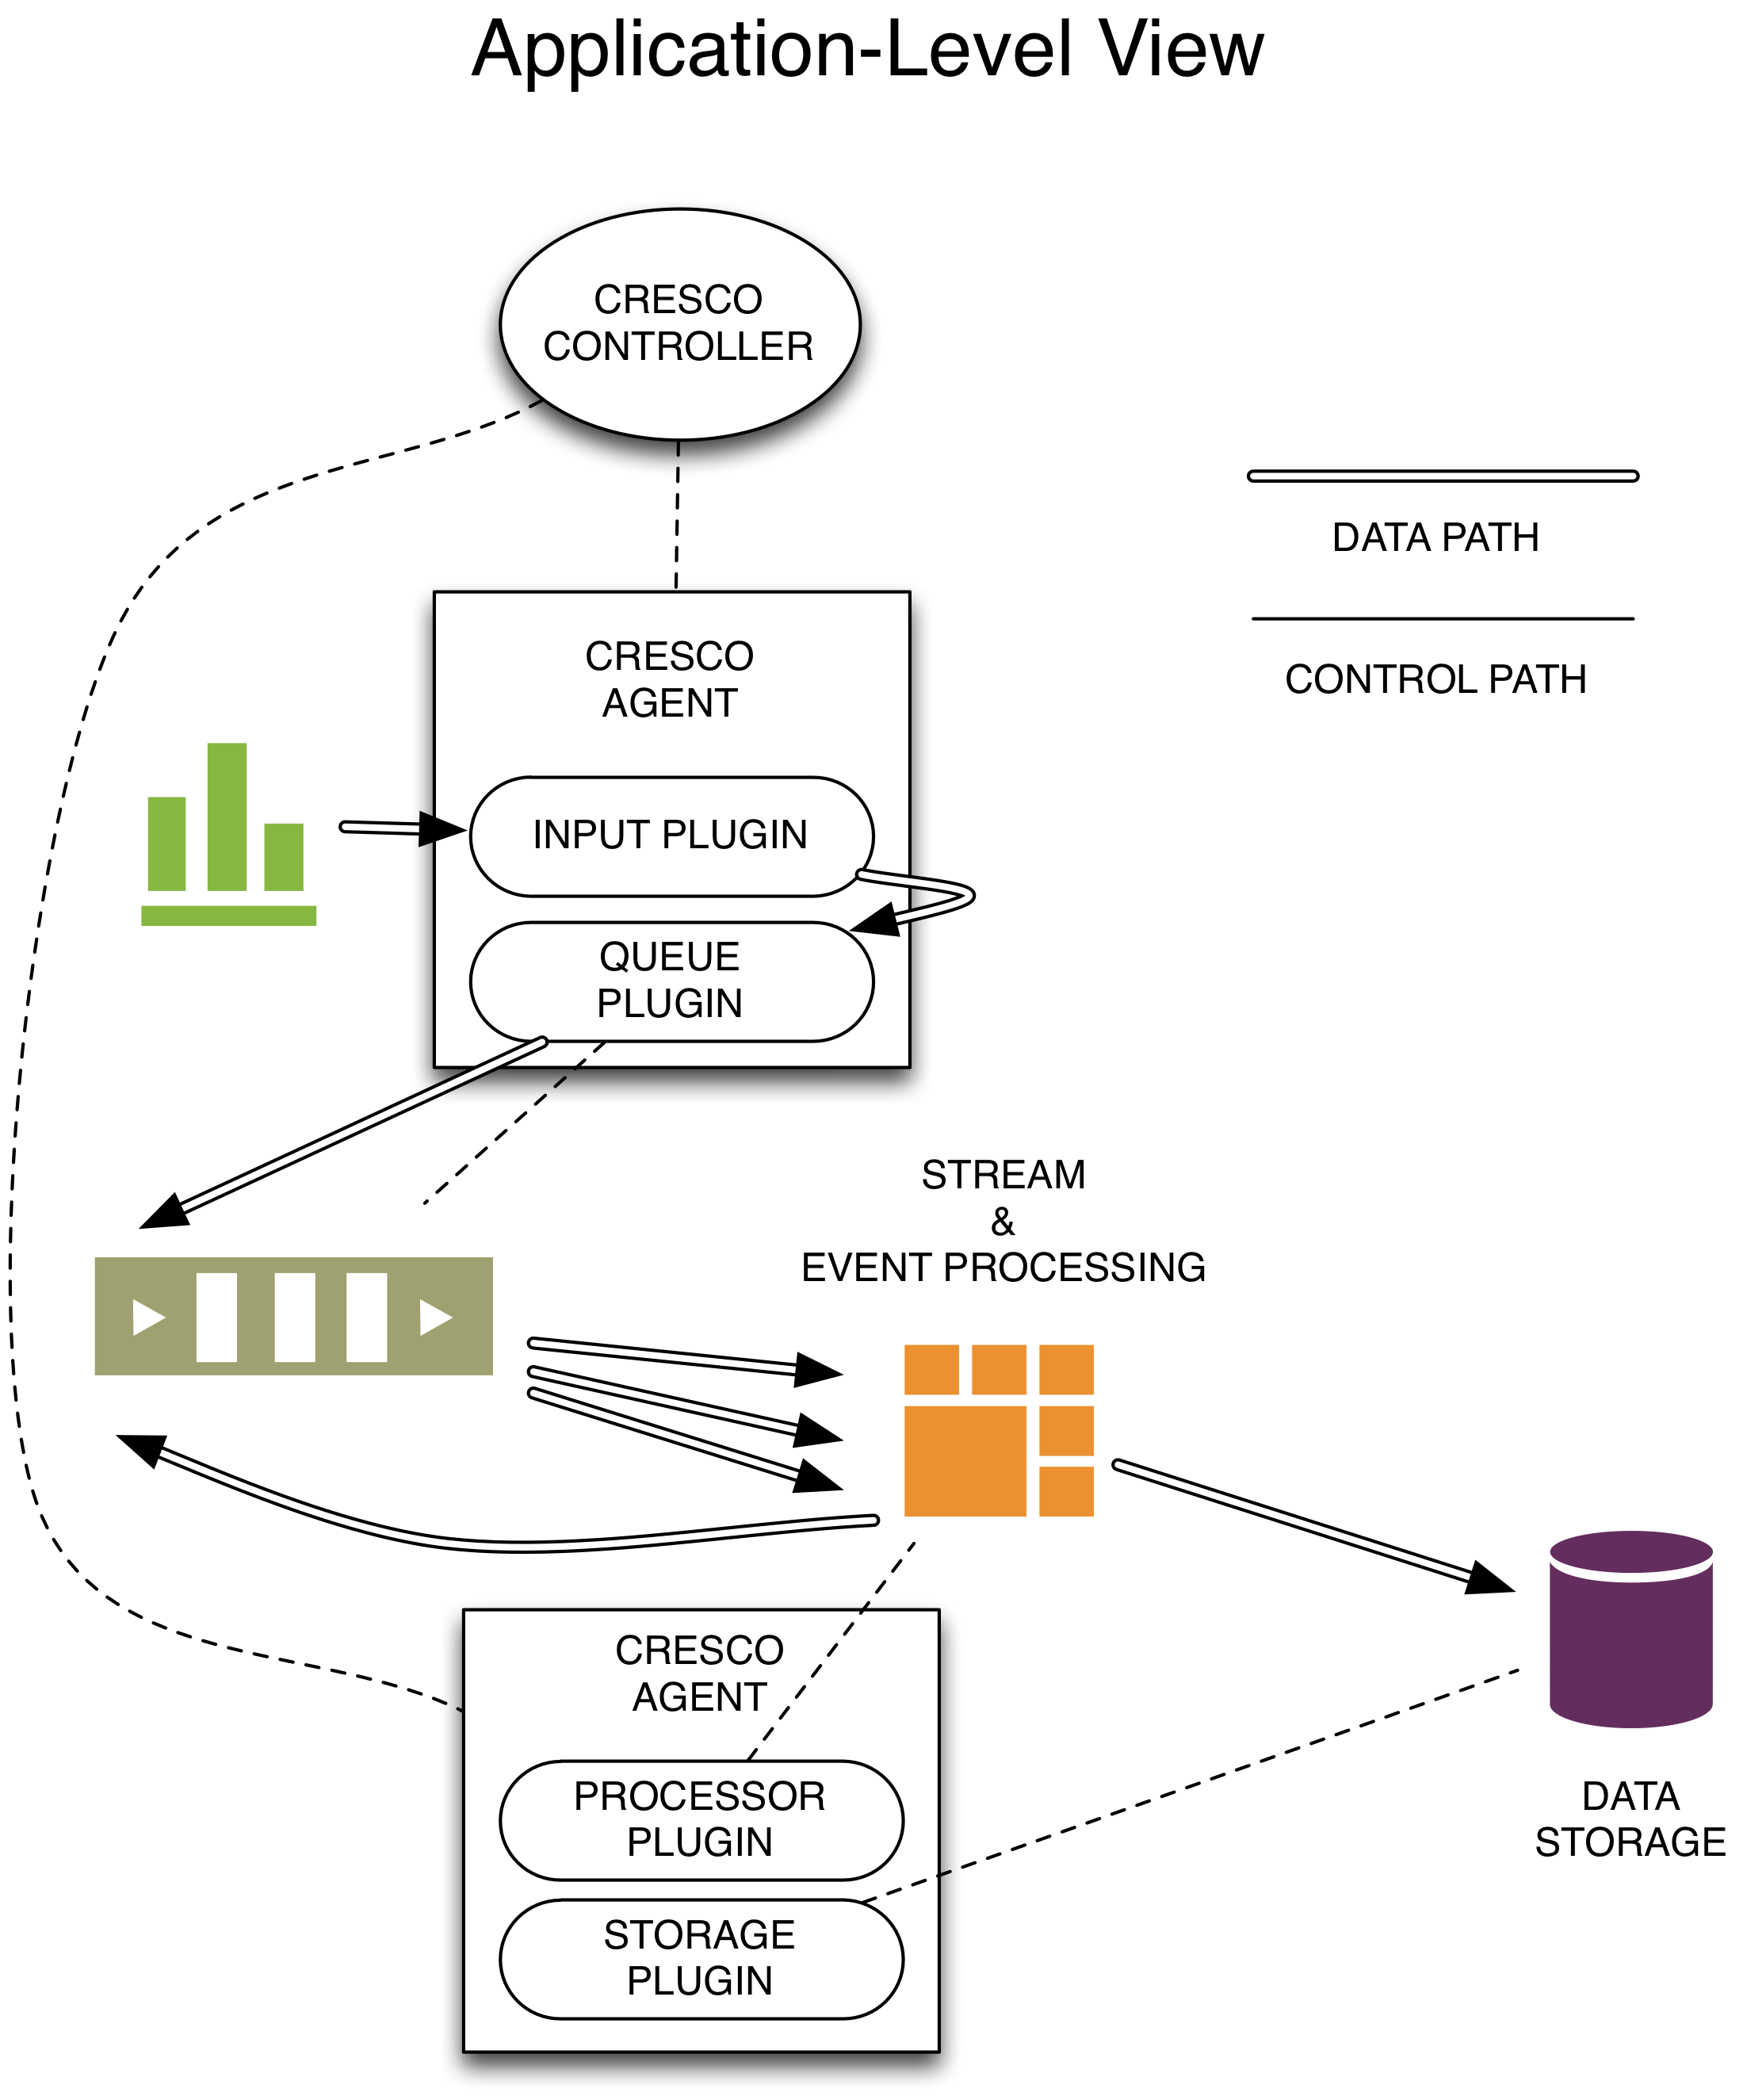 Application-Level View
CRESCO
CONTROLLER
DATA PATH
CONTROL PATH
CRESCO
AGENT
INPUT PLUGIN
QUEUE
PLUGIN
STREAM
&
EVENT PROCESSING
CRESCO
AGENT
PROCESSOR
PLUGIN
STORAGE
PLUGIN
DATA
STORAGE